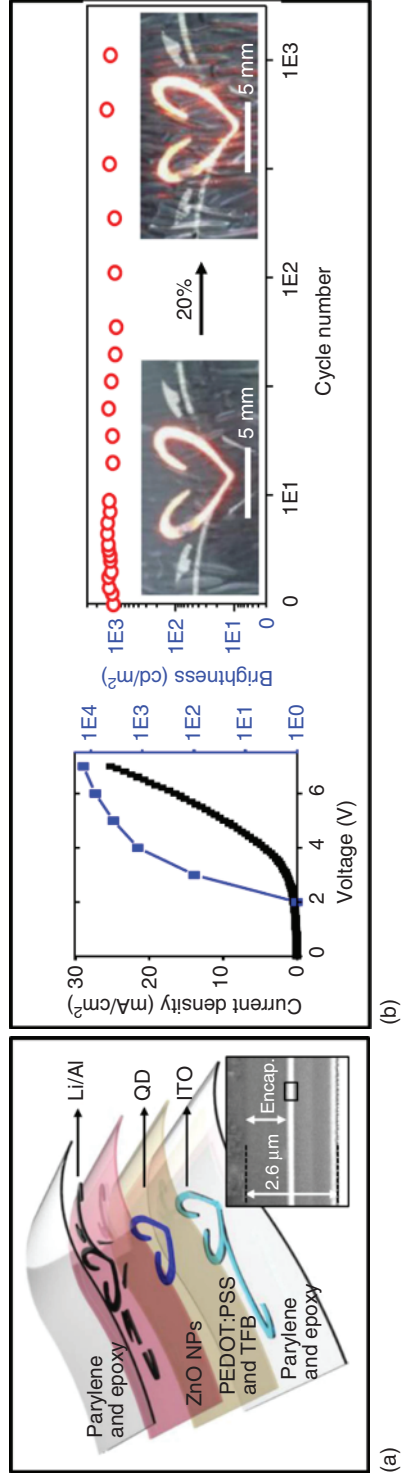 Parylene
and epoxy
Li/Al
QD
ITO
ZnO NPs
PEDOT:PSS
and TFB
Parylene
and epoxy
2.6 µm
Encap.
(a)
Current density (mA/cm²)
30
20
10
0
0
2
4
6
Voltage (V)
1E4
1E3
1E2
1E1
1E0
Brightness (cd/m²)
1E3
1E2
1E1
0
5 mm
20%
5 mm
0
1E1
1E2
1E3
Cycle number
(b)